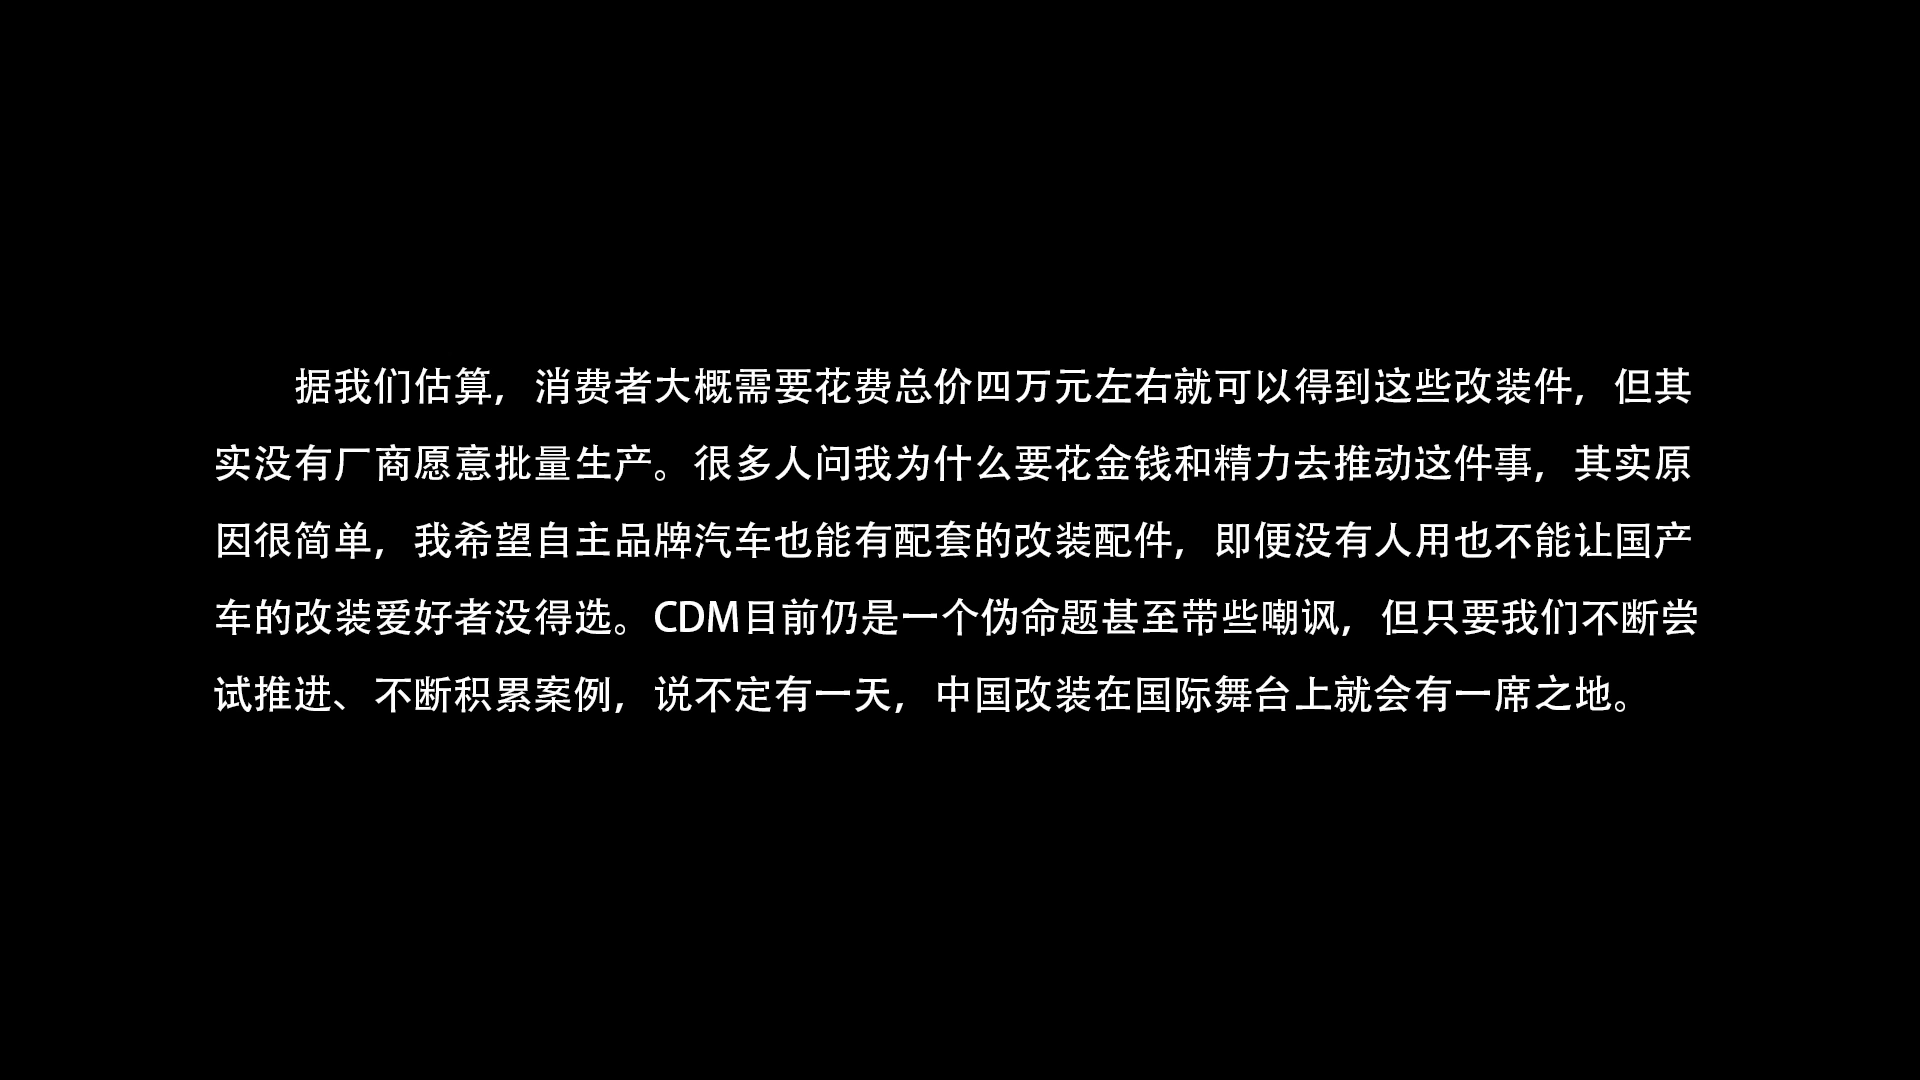 据我们估算，消费者大概需要花费总价四万元左右就可以得到这些改装件，但其
实没有厂商愿意批量生产。很多人问我为什么要花金钱和精力去推动这件事，其实原
因很简单，我希望自主品牌汽车也能有配套的改装配件，即便没有人用也不能让国产
车的改装爱好者没得选。CDM目前仍是一个伪命题甚至带些嘲讽，但只要我们不断尝
试推进、不断积累案例，说不定有一天，中国改装在国际舞台上就会有一席之地。